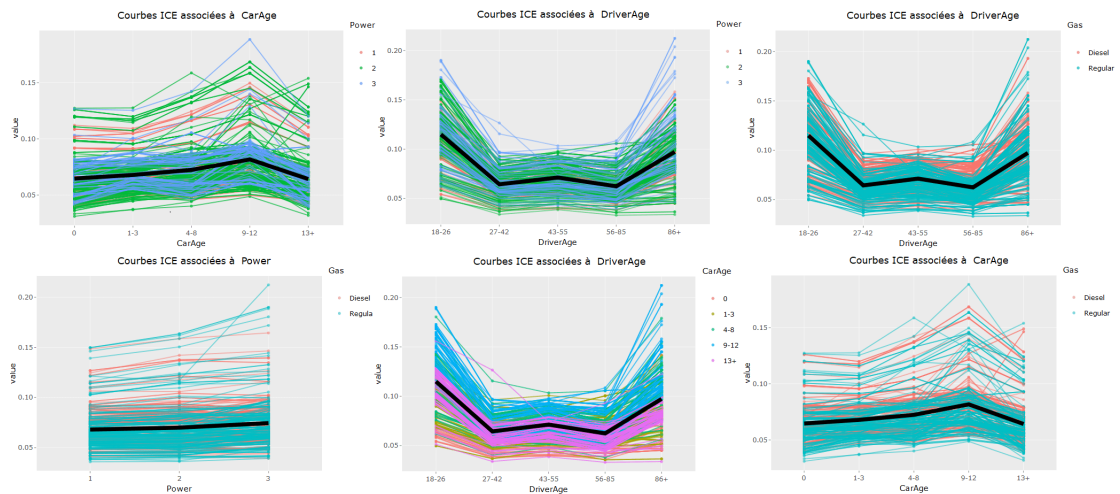 Courbes ICE associées à CarAge
Power
1
2
3
value
0.15
0.10
0.05
0
1-3
4-8
9-12
13+
CarAge
Courbes ICE associées à DriverAge
Power
1
2
3
value
0.20
0.15
0.10
0.05
18-26
27-42
43-55
56-85
86+
DriverAge
Courbes ICE associées à DriverAge
Gas
Diesel
Regular
value
0.20
0.15
0.10
0.05
18-26
27-42
43-55
56-85
86+
DriverAge
Courbes ICE associées à Power
Gas
Diesel
Regula
value
0.20
0.15
0.10
0.05
1
2
3
Power
Courbes ICE associées à DriverAge
CarAge
0
1-3
4-8
9-12
13+
value
0.20
0.15
0.10
0.05
18-26
27-42
43-55
56-85
86+
DriverAge
Courbes ICE associées à CarAge
Gas
Diesel
Regular
value
0.15
0.10
0.05
0
1-3
4-8
9-12
13+
CarAge